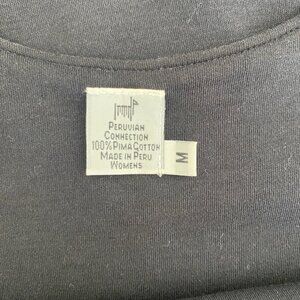 PERUVIAN
CONNECTION
100% PIMA COTTON
MADE IN PERU
WOMENS
M